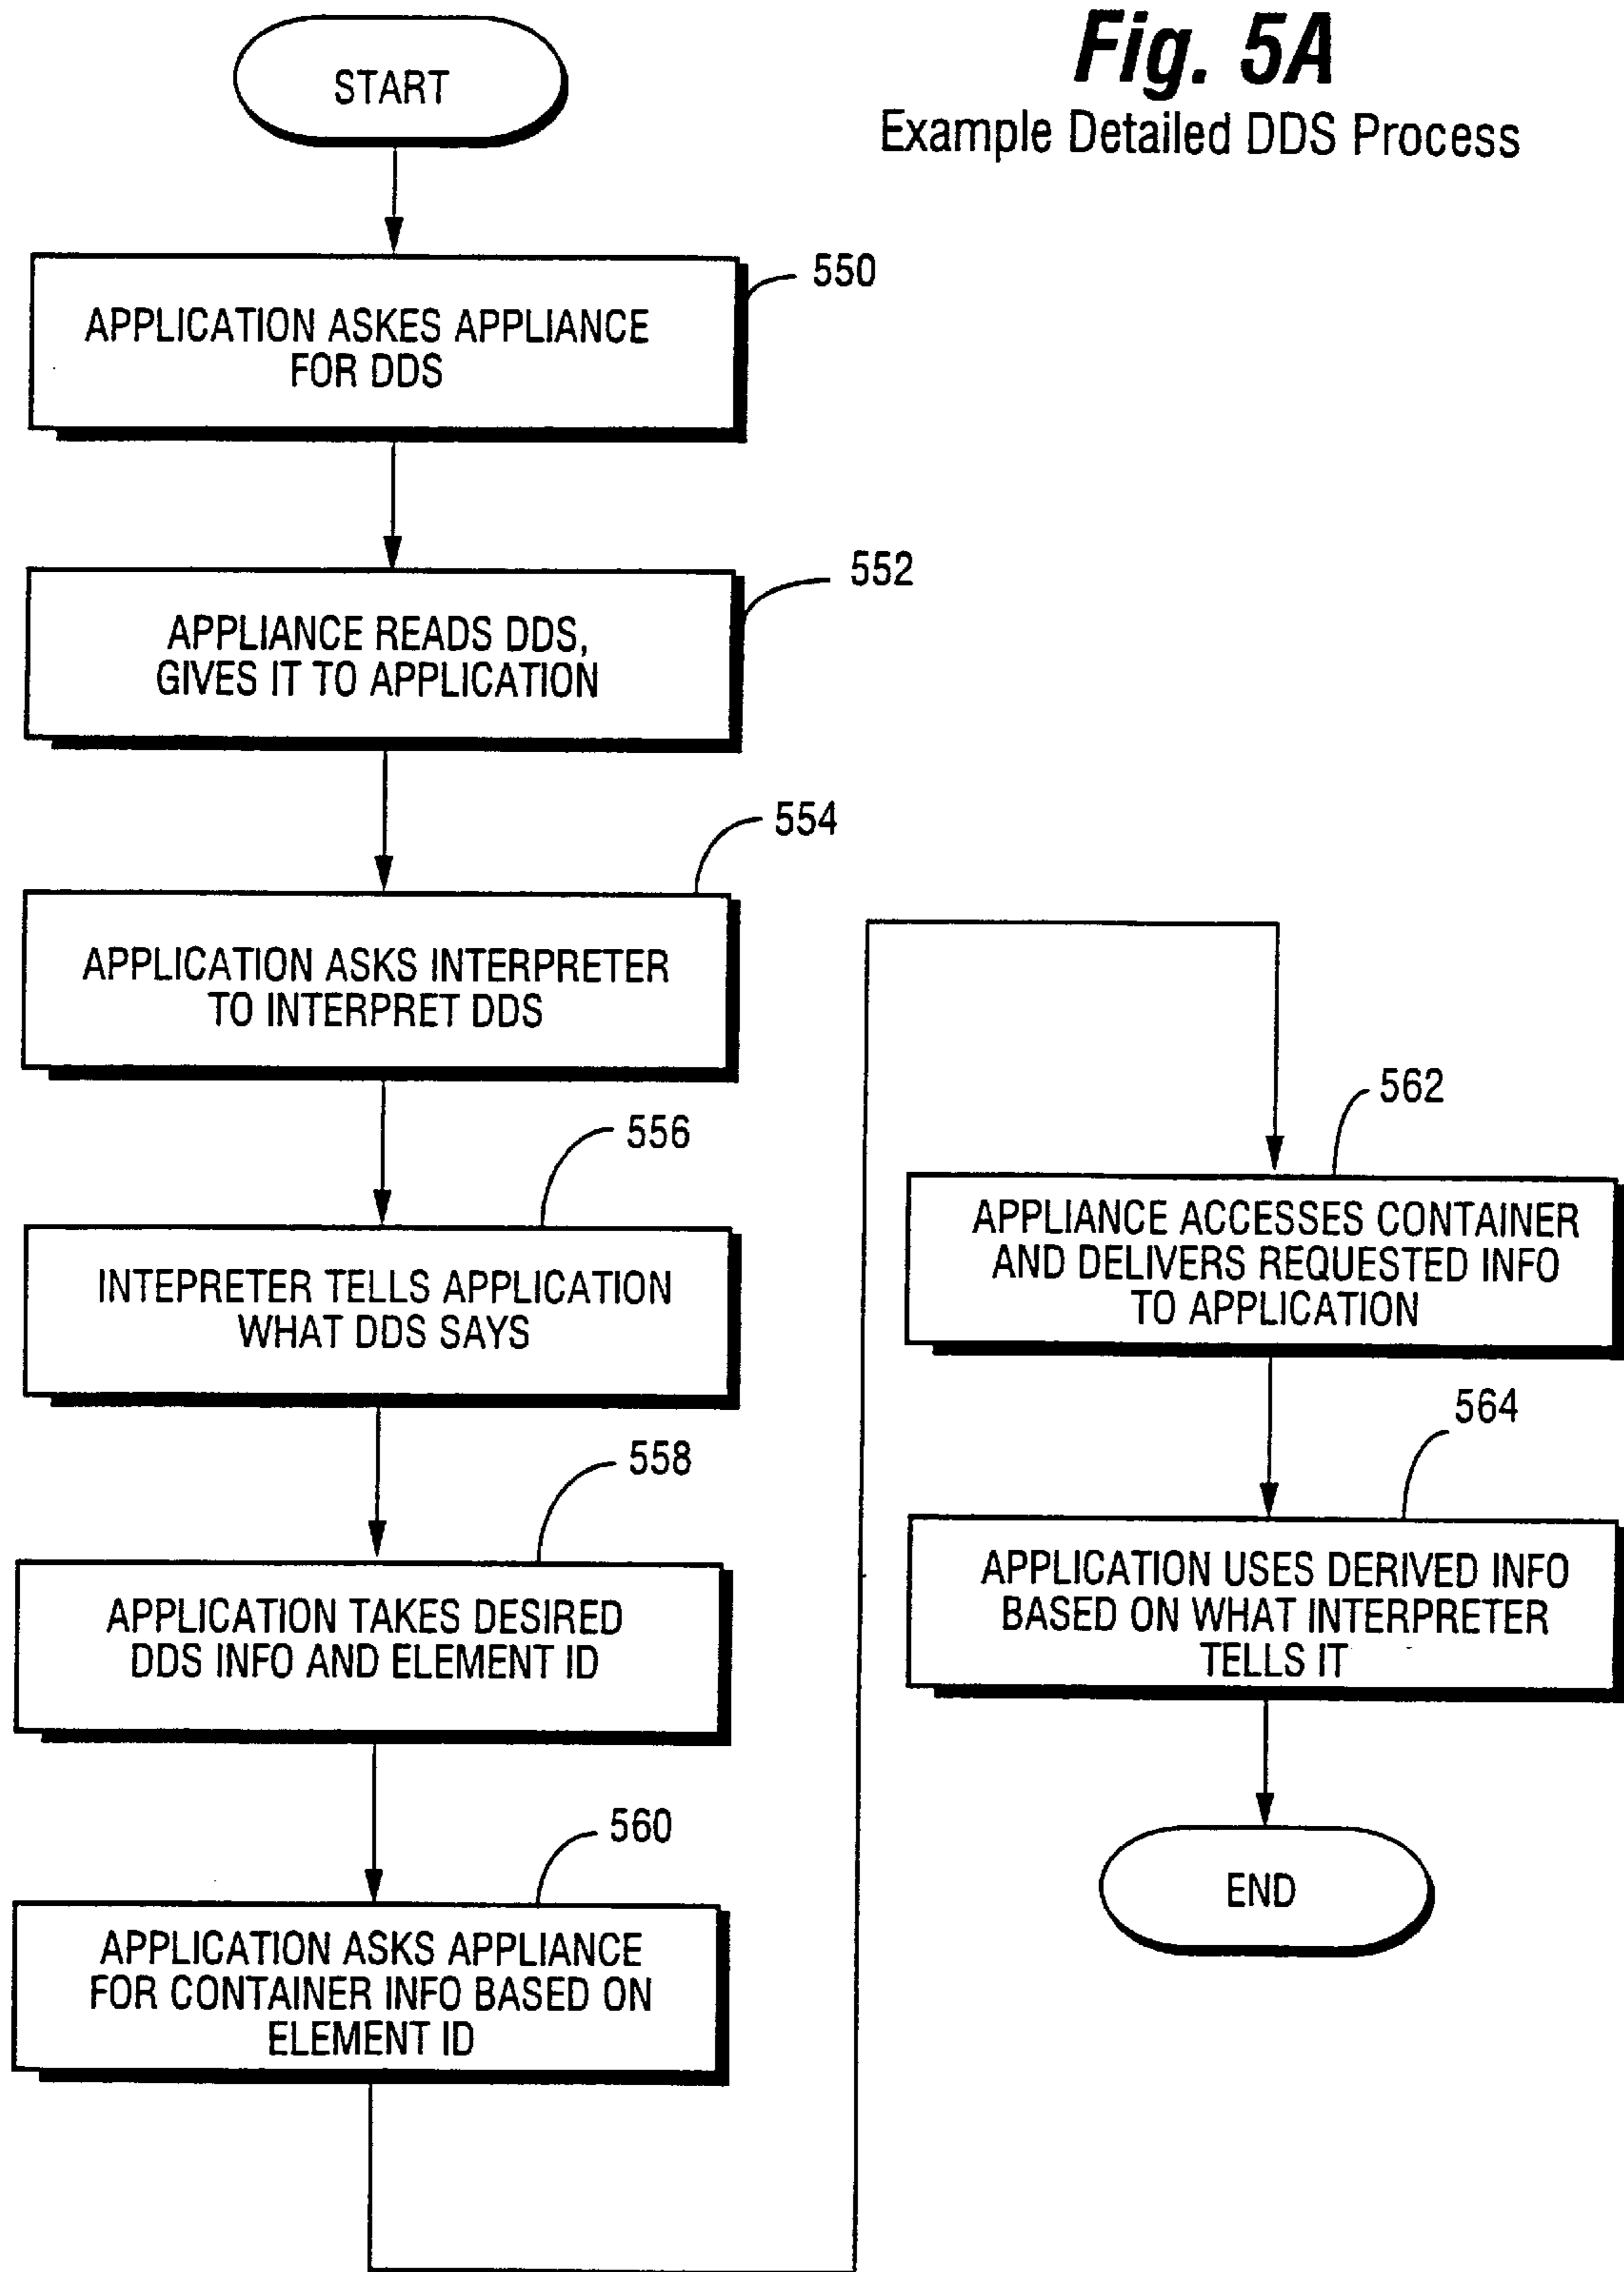 Fig. 5A
Example Detailed DDS Process
START
550
APPLICATION ASKES APPLIANCE
FOR DDS
552
APPLIANCE READS DDS,
GIVES IT TO APPLICATION
554
APPLICATION ASKS INTERPRETER
TO INTERPRET DDS
556
INTEPRETER TELLS APPLICATION
WHAT DDS SAYS
558
APPLICATION TAKES DESIRED
DDS INFO AND ELEMENT ID
560
APPLICATION ASKS APPLIANCE
FOR CONTAINER INFO BASED ON
ELEMENT ID
562
APPLIANCE ACCESSES CONTAINER
AND DELIVERS REQUESTED INFO
TO APPLICATION
564
APPLICATION USES DERIVED INFO
BASED ON WHAT INTERPRETER
TELLS IT
END